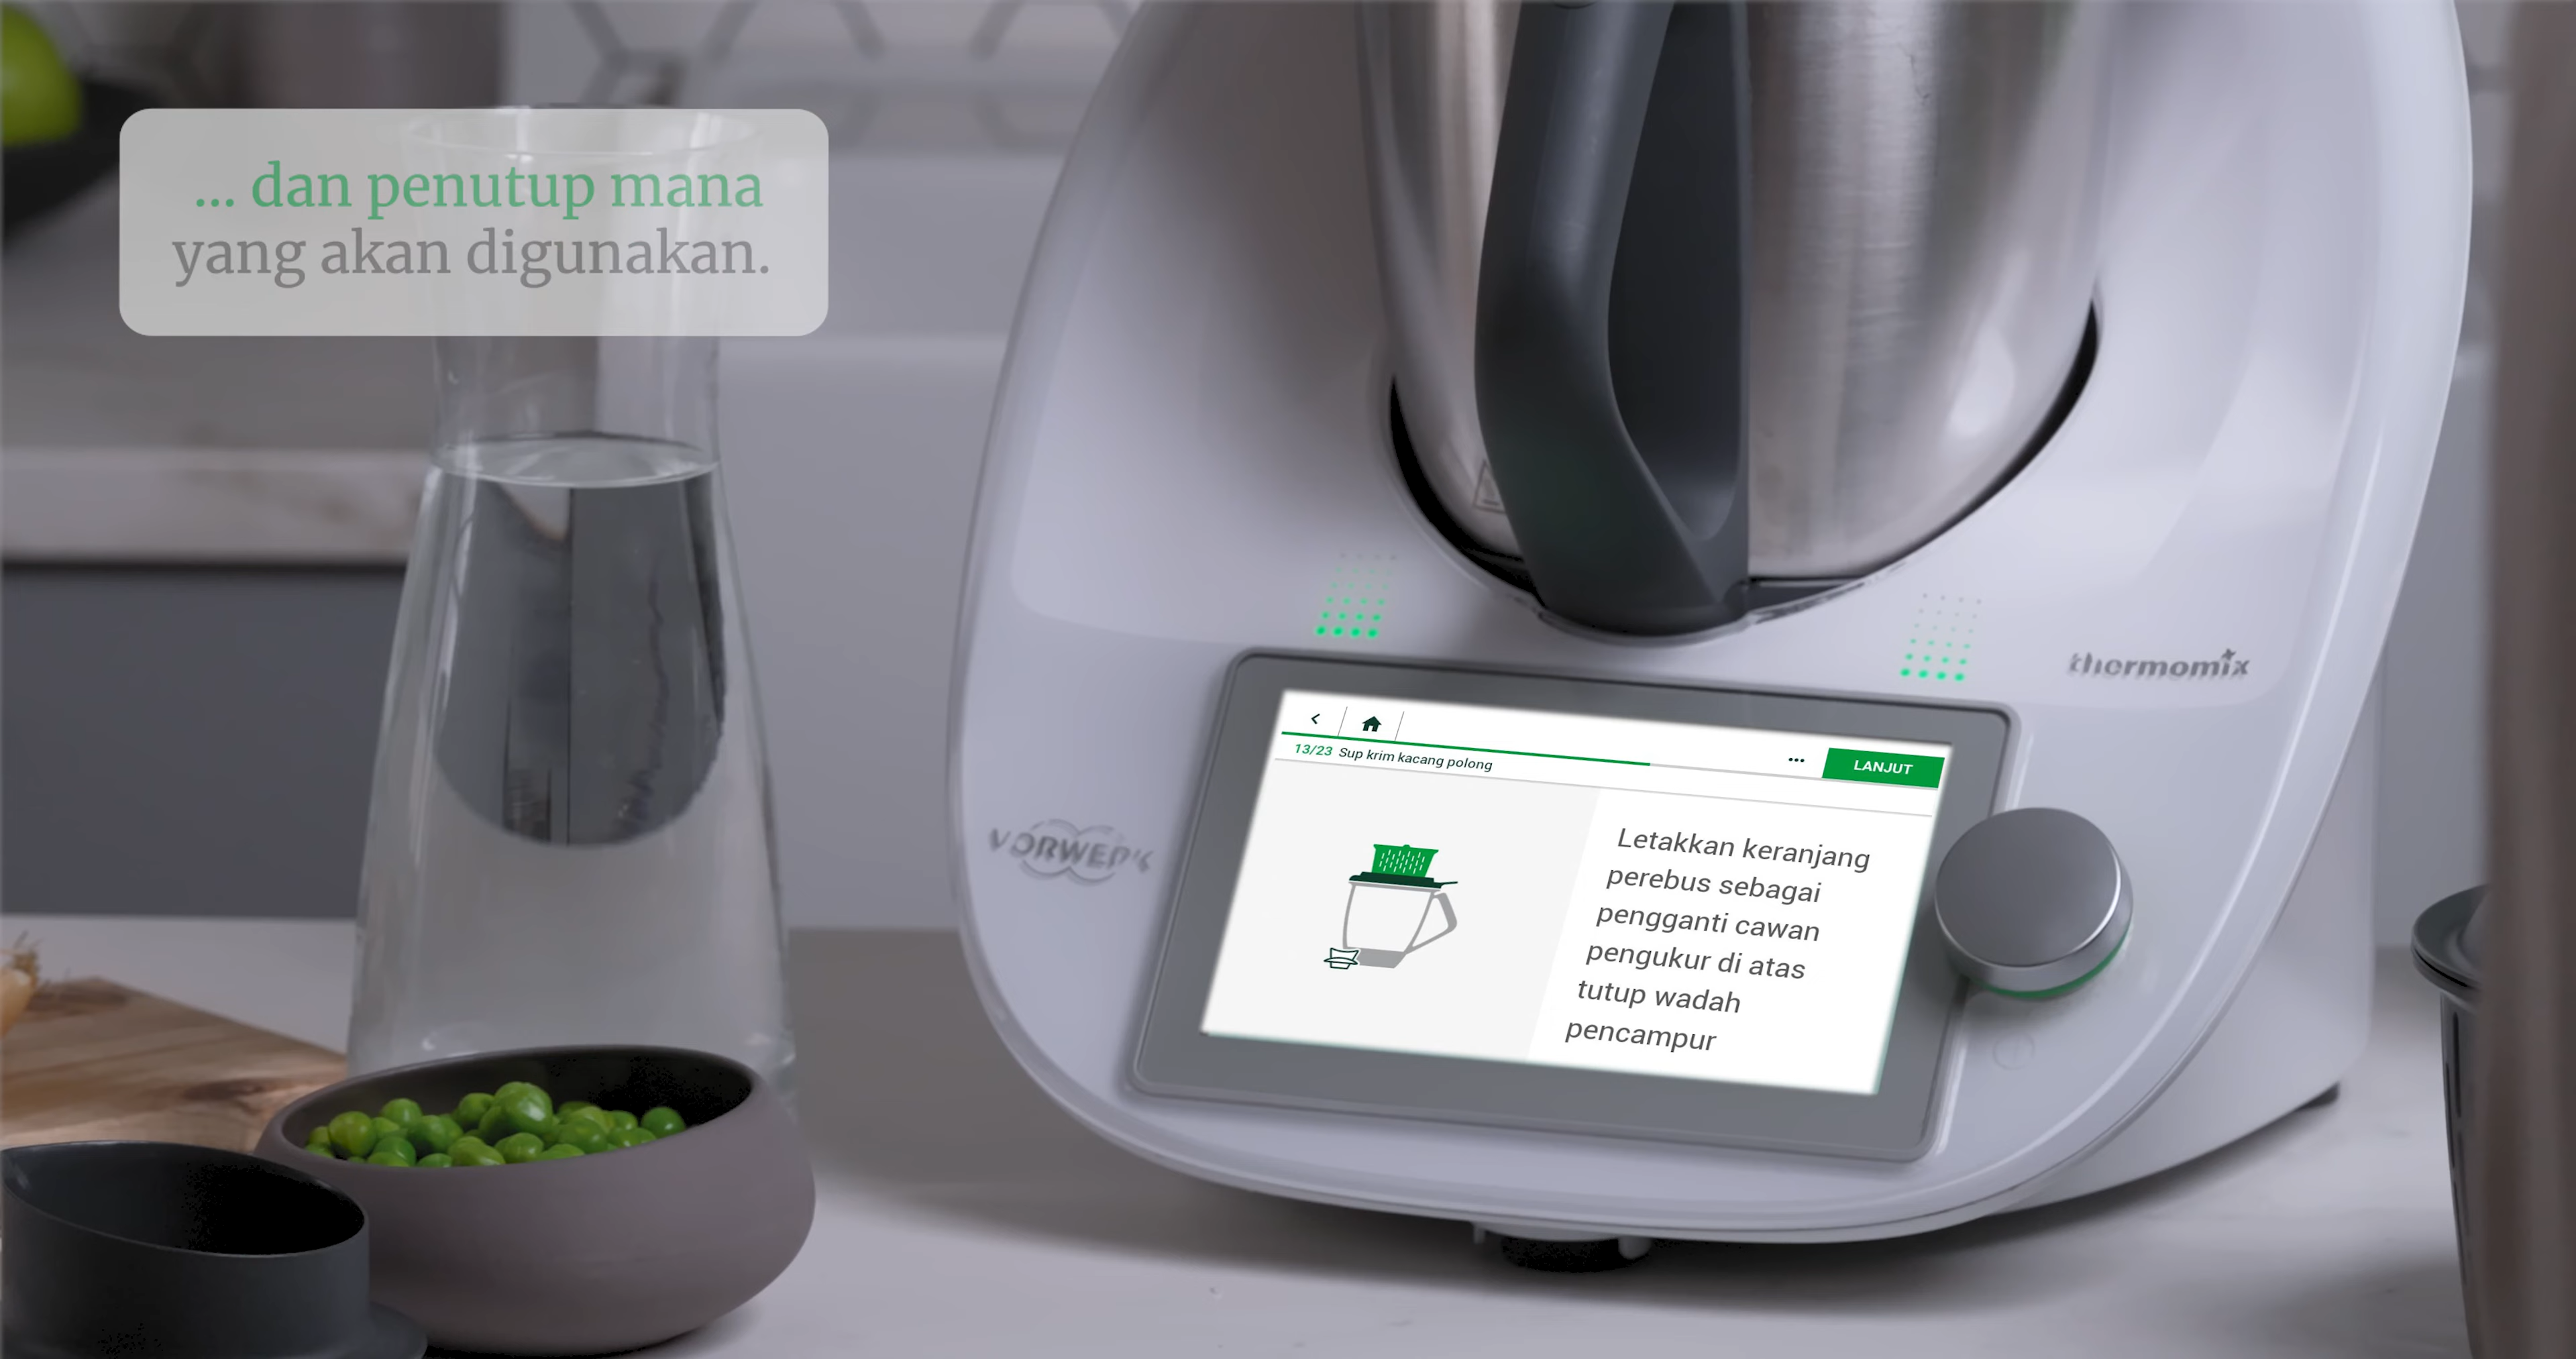 ... dan penutup mana
yang akan digunakan.
thermomix
13/23 Sup krim kacang polong
... LANJUT
VORWERK
Letakkan keranjang
perebus sebagai
pengganti cawan
pengukur di atas
tutup wadah
pencampur